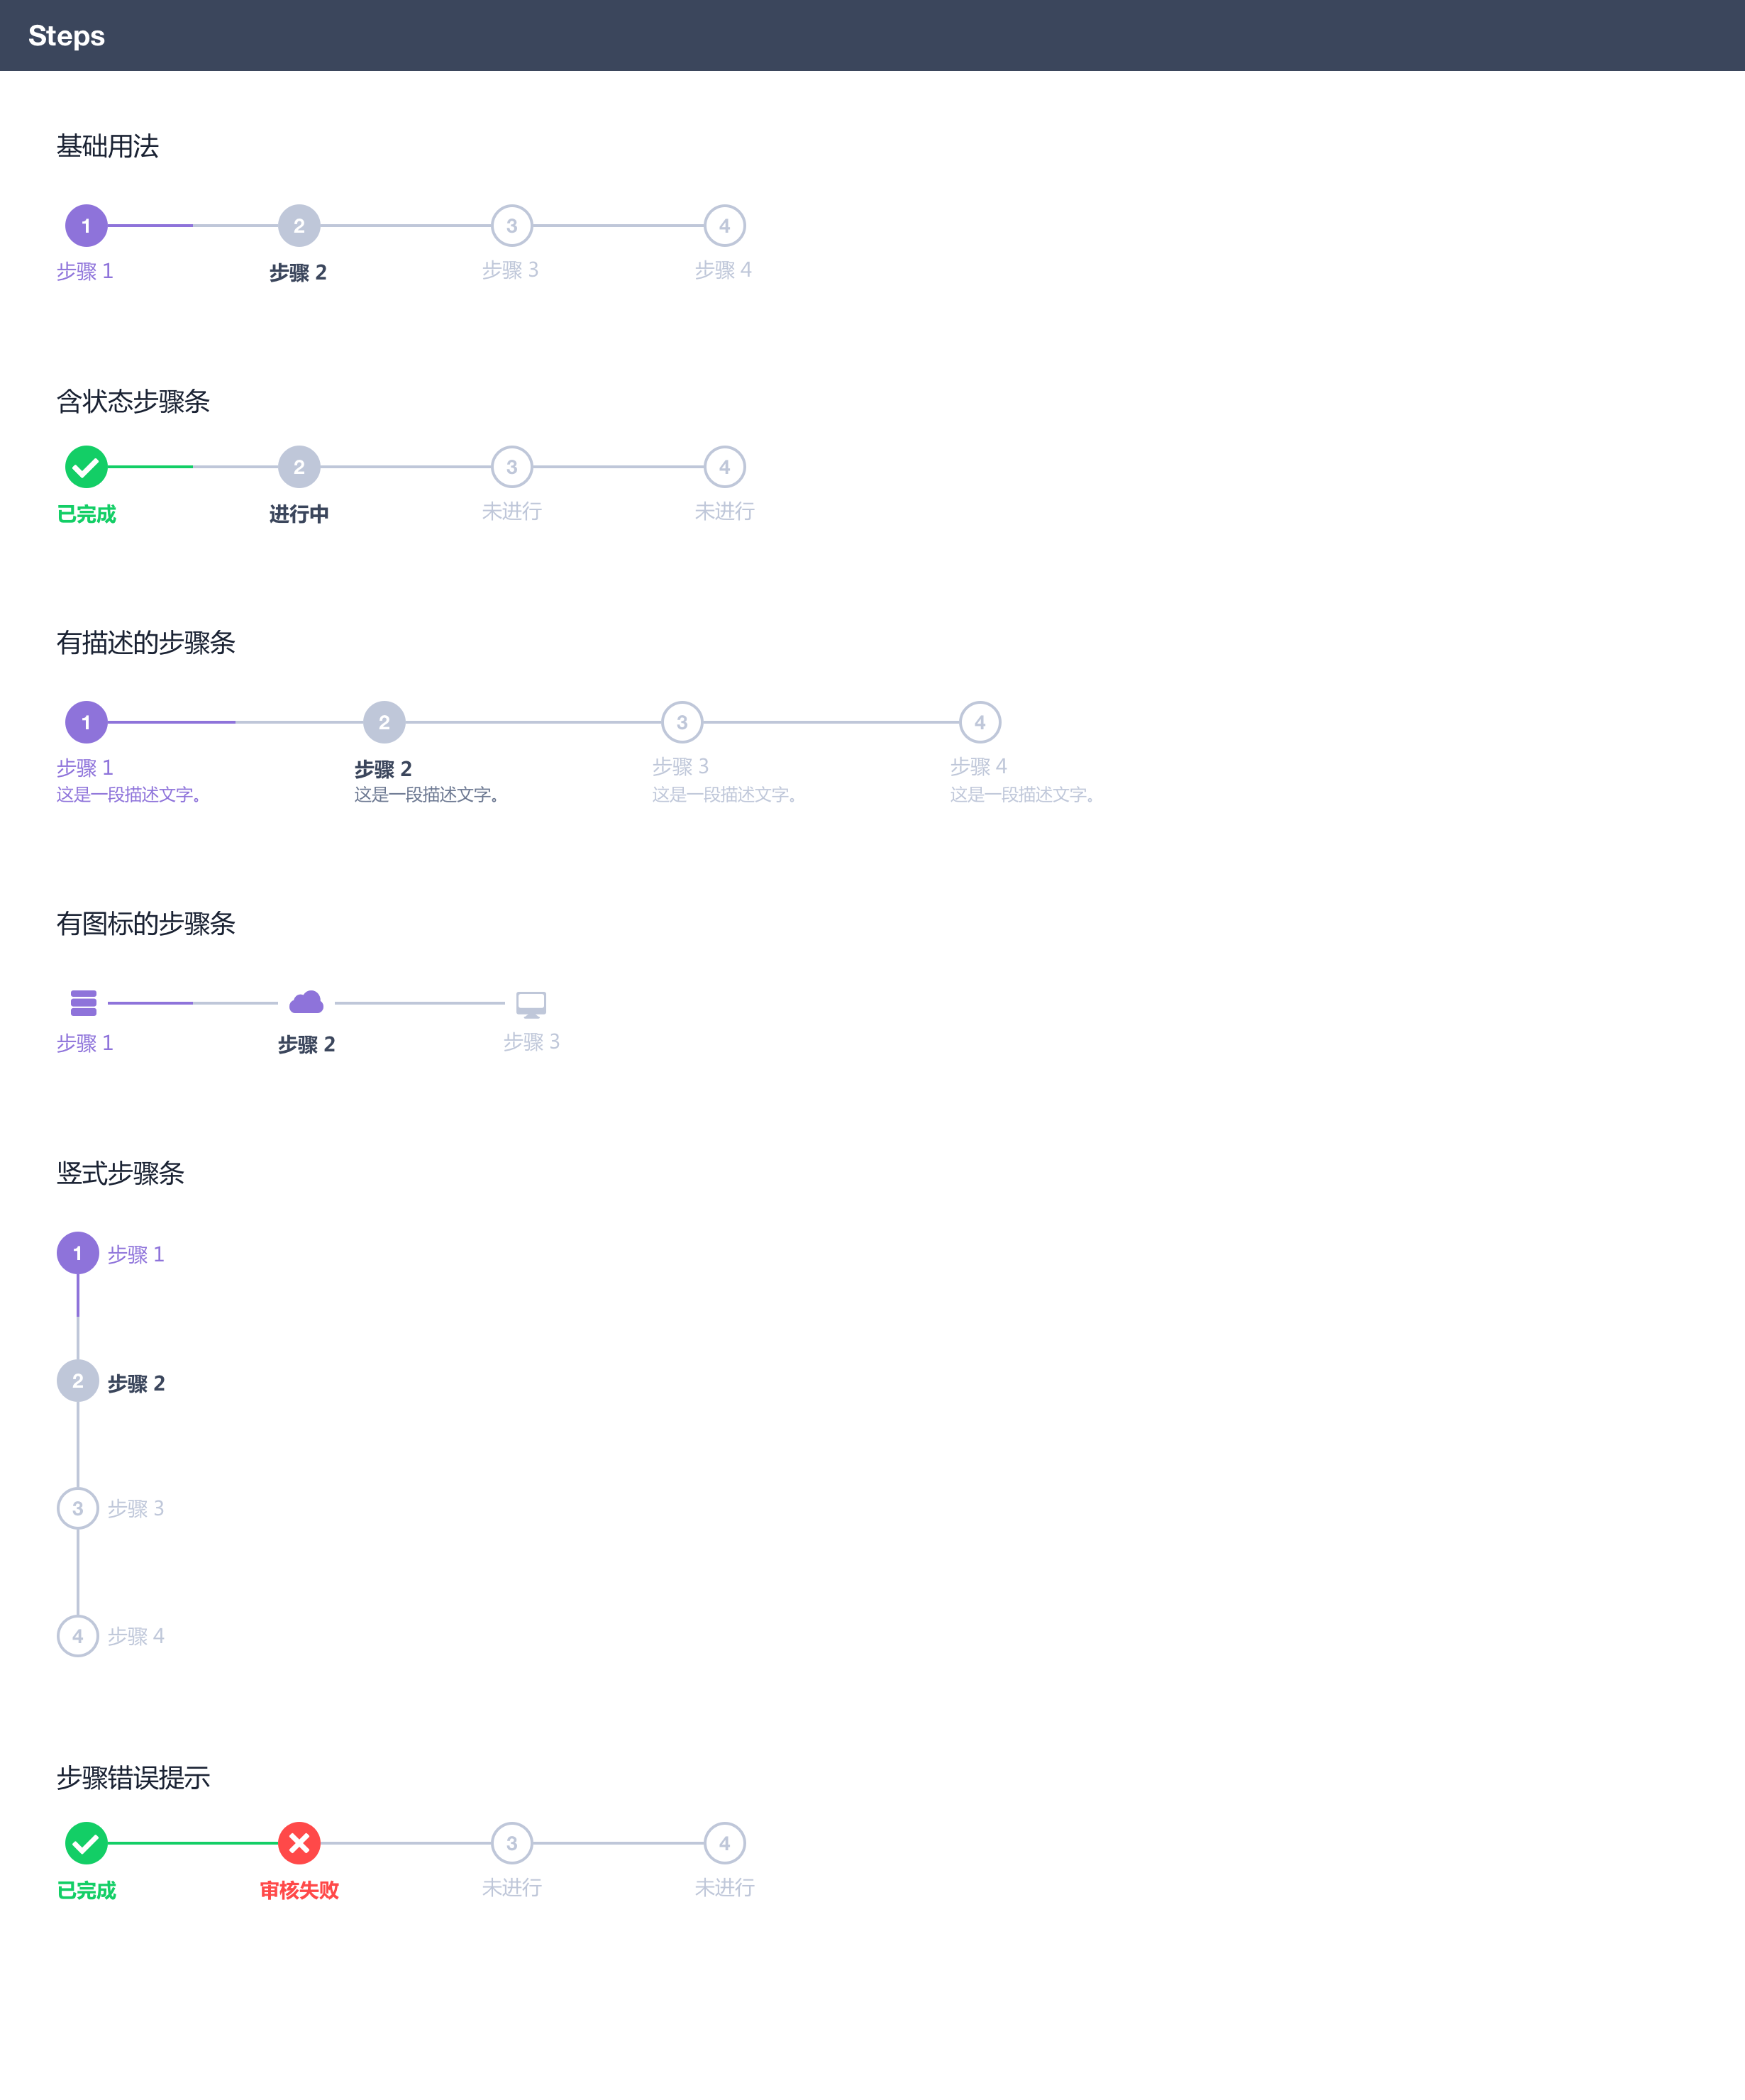 Steps
基础用法
1 2 3 4
步骤 1 步骤 2 步骤 3 步骤 4
含状态步骤条
2 3 4
已完成 进行中 未进行 未进行
有描述的步骤条
1 2 3 4
步骤 1 步骤 2 步骤 3 步骤 4
这是一段描述文字。 这是一段描述文字。 这是一段描述文字。 这是一段描述文字。
有图标的步骤条
步骤 1 步骤 2 步骤 3
竖式步骤条
1 步骤 1
2 步骤 2
3 步骤 3
4 步骤 4
步骤错误提示
3 4
已完成 审核失败 未进行 未进行